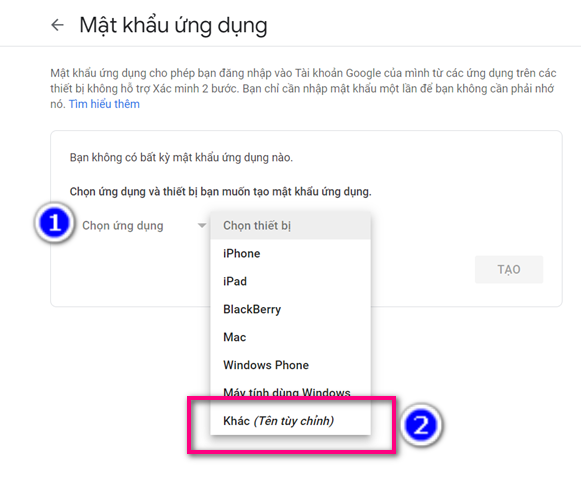 Mật khẩu ứng dụng
Mật khẩu ứng dụng cho phép bạn đăng nhập vào Tài khoản Google của mình từ các ứng dụng trên các
thiết bị không hỗ trợ Xác minh 2 bước. Bạn chỉ cần nhập mật khẩu một lần để bạn không cần phải nhớ
nó. Tìm hiểu thêm
Bạn không có bất kỳ mật khẩu ứng dụng nào.
Chọn ứng dụng và thiết bị bạn muốn tạo mật khẩu ứng dụng.
1 Chọn ứng dụng Chọn thiết bị
iPhone
iPad
TẠO
BlackBerry
Mac
Windows Phone
Máy tính dùng Windows
Khác (Tên tùy chỉnh) 2